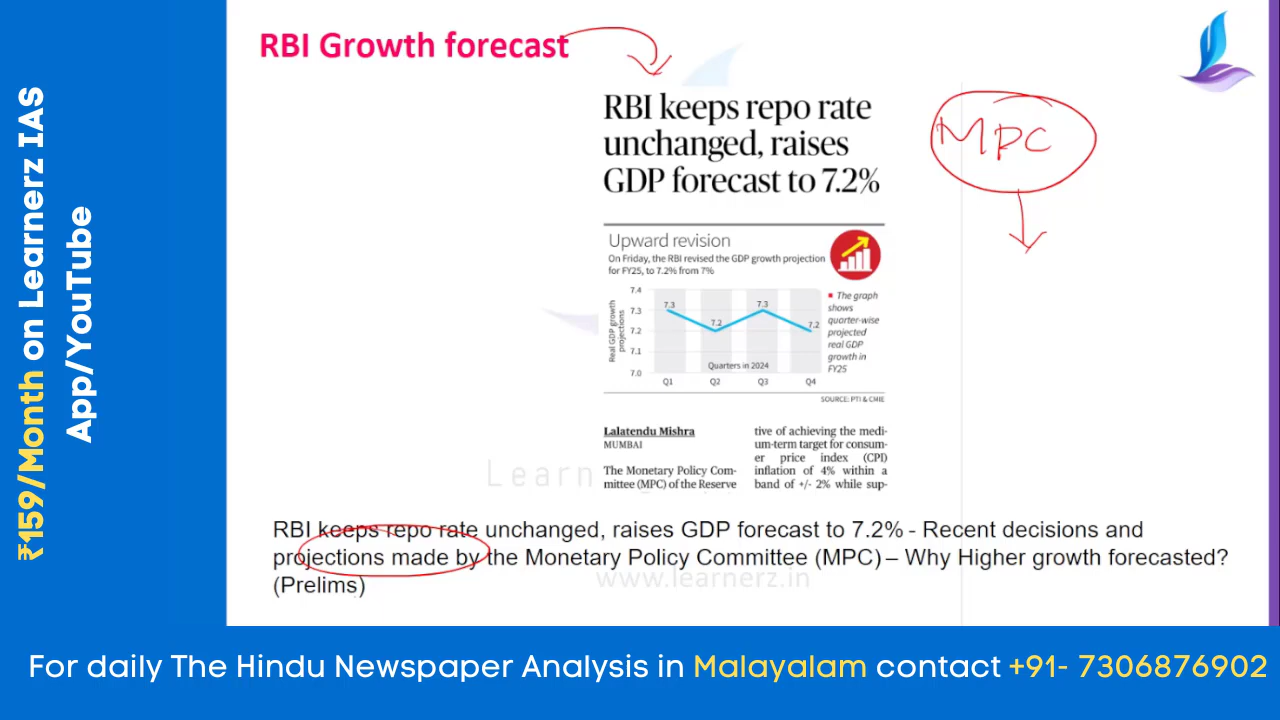 ₹159/Month on Learnerz IAS
App/YouTube
RBI Growth forecast
RBI keeps repo rate
unchanged, raises
GDP forecast to 7.2%
MPC
Upward revision
On Friday, the RBI revised the GDP growth projection
for FY25, to 7.2% from 7%
Real GDP growth
projections
7.4
7.3
7.2
7.1
7.0
7.3
7.2
7.3
7.2
Quarters in 2024
Q1 Q2 Q3 Q4
The graph
shows
quarter-wise
projected
real GDP
growth in
FY25
SOURCE: PTI & CMIE
Lalatendu Mishra
MUMBAI
The Monetary Policy Com-
mittee (MPC) of the Reserve
tive of achieving the medi-
um-term target for consum-
er price index (CPI)
inflation of 4% within a
band of +/- 2% while sup-
Learn
RBI keeps repo rate unchanged, raises GDP forecast to 7.2% - Recent decisions and
projections made by the Monetary Policy Committee (MPC) – Why Higher growth forecasted?
(Prelims)
www.learnerz.in
For daily The Hindu Newspaper Analysis in Malayalam contact +91- 7306876902